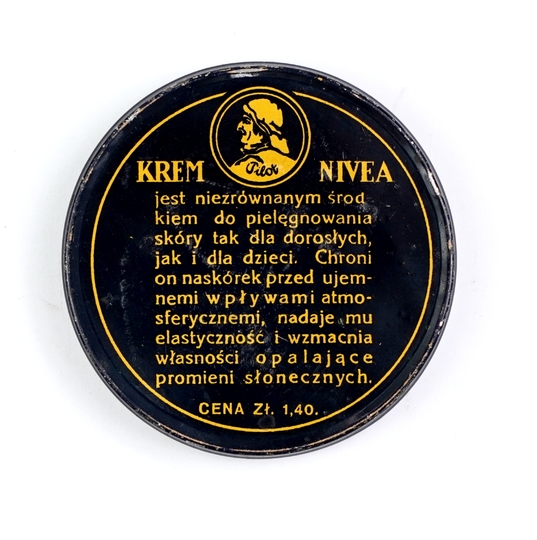 Pilot
KREM NIVEA
jest niezrównanym środ
kiem do pielęgnowania
skóry tak dla dorosłych,
jak i dla dzieci. Chroni
on naskórek przed ujem-
nemi wpływami atmo-
sferycznemi, nadaje mu
elastyczność i wzmacnia
własności opalające
promieni słonecznych.
CENA Zł. 1,40.